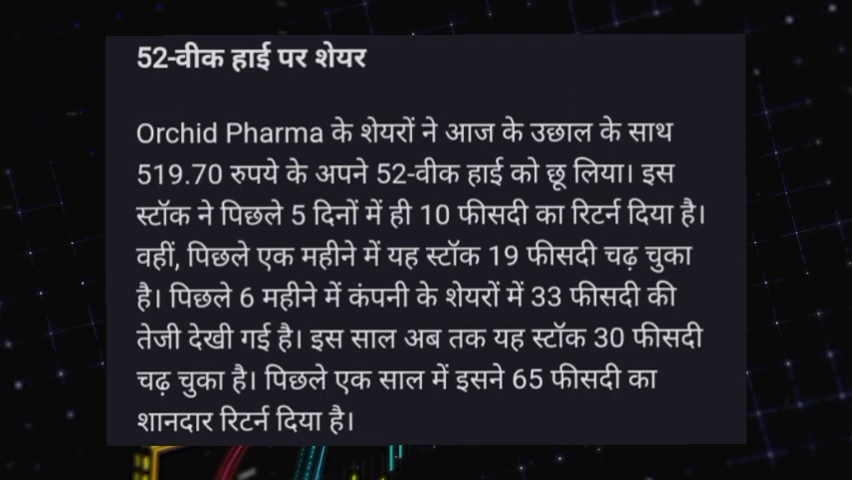 52-वीक हाई पर शेयर
Orchid Pharma के शेयरों ने आज के उछाल के साथ
519.70 रुपये के अपने 52-वीक हाई को छू लिया। इस
स्टॉक ने पिछले 5 दिनों में ही 10 फीसदी का रिटर्न दिया है।
वहीं, पिछले एक महीने में यह स्टॉक 19 फीसदी चढ़ चुका
है। पिछले 6 महीने में कंपनी के शेयरों में 33 फीसदी की
तेजी देखी गई है। इस साल अब तक यह स्टॉक 30 फीसदी
चढ़ चुका है। पिछले एक साल में इसने 65 फीसदी का
शानदार रिटर्न दिया है।